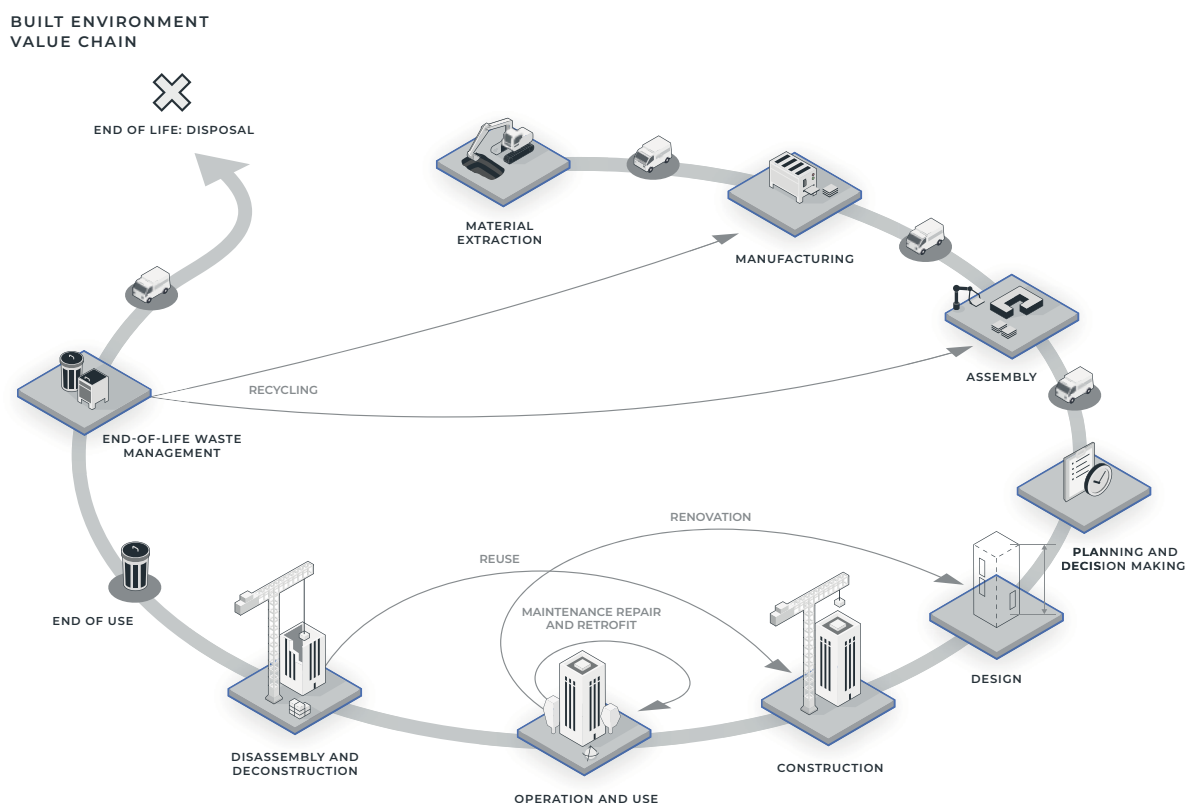 BUILT ENVIRONMENT
VALUE CHAIN
END OF LIFE: DISPOSAL
MATERIAL
EXTRACTION
MANUFACTURING
ASSEMBLY
RECYCLING
END-OF-LIFE WASTE
MANAGEMENT
PLANNING AND
DECISION MAKING
RENOVATION
REUSE
MAINTENANCE REPAIR
AND RETROFIT
END OF USE
DESIGN
DISASSEMBLY AND
DECONSTRUCTION
CONSTRUCTION
OPERATION AND USE